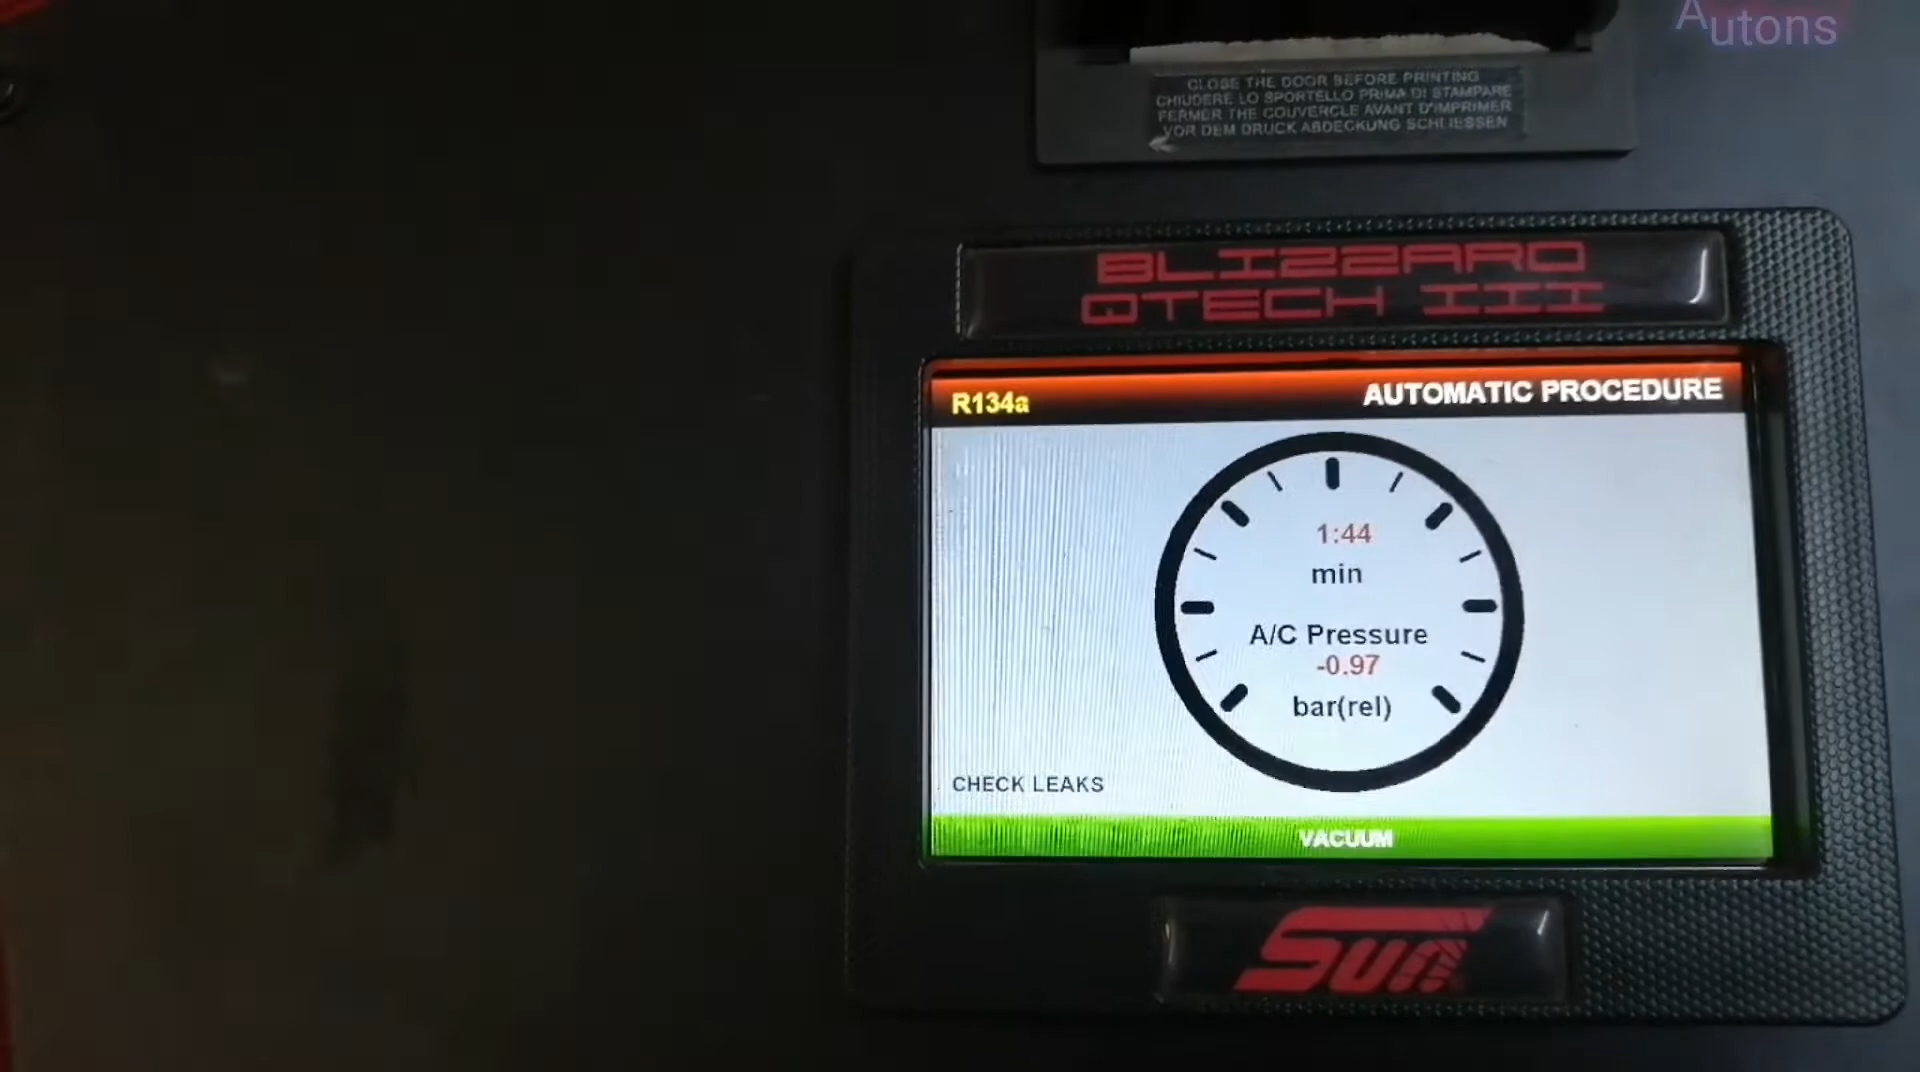 Autons
CLOSE THE DOOR BEFORE PRINTING
CHIUDERE LO SPORTELLO PRIMA DI STAMPARE
FERMER THE COUVERCLE AVANT D'IMPRIMER
VOR DEM DRUCK ABDECKUNG SCHLIESSEN
BLIZZARD
QTECH III
R134a
AUTOMATIC PROCEDURE
1:44
min
A/C Pressure
-0.97
bar(rel)
CHECK LEAKS
VACUUM
Sun